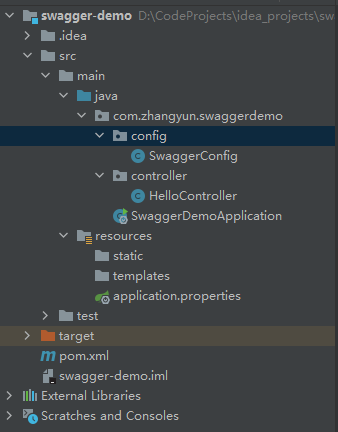 swagger-demo D:\CodeProjects\idea_projects\sw
.idea
src
main
java
com.zhangyun.swaggerdemo
config
SwaggerConfig
controller
HelloController
SwaggerDemoApplication
resources
static
templates
application.properties
test
target
pom.xml
swagger-demo.iml
External Libraries
Scratches and Consoles